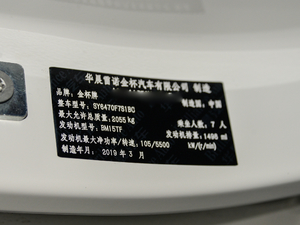 华晨雷诺金杯汽车有限公司 制造
品牌：金杯牌 制造国：中国
整车型号：SY6470F7S1BC
最大允许总质量：2055 kg 乘坐人数：7 人
发动机型号：BM15TF 发动机排量：1498 ml
发动机最大净功率/转速：105/5500 kW/(r/min)
制造年月：2019 年 3 月